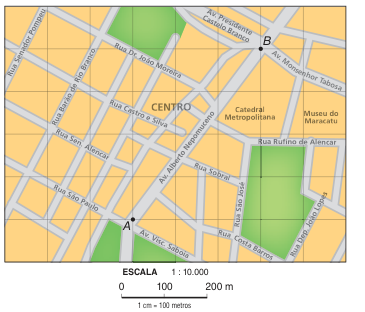 Rua Senador Pompeu
Rua Barão de Rio Branco
Rua Dr. João Moreira
Av. Presidente
Castelo Branco
B
Av. Monsenhor Tabosa
CENTRO
Rua Castro e Silva
Catedral
Metropolitana
Museu do
Maracatu
Av. Alberto Nepomuceno
Rua Sen. Alencar
Rua Rufino de Alencar
Rua Sobral
Rua São Paulo
Rua São José
Rua Dep. João Lopes
A
Av. Visc. Saboia
Rua Costa Barros
ESCALA 1 : 10.000
0 100 200 m
1 cm = 100 metros